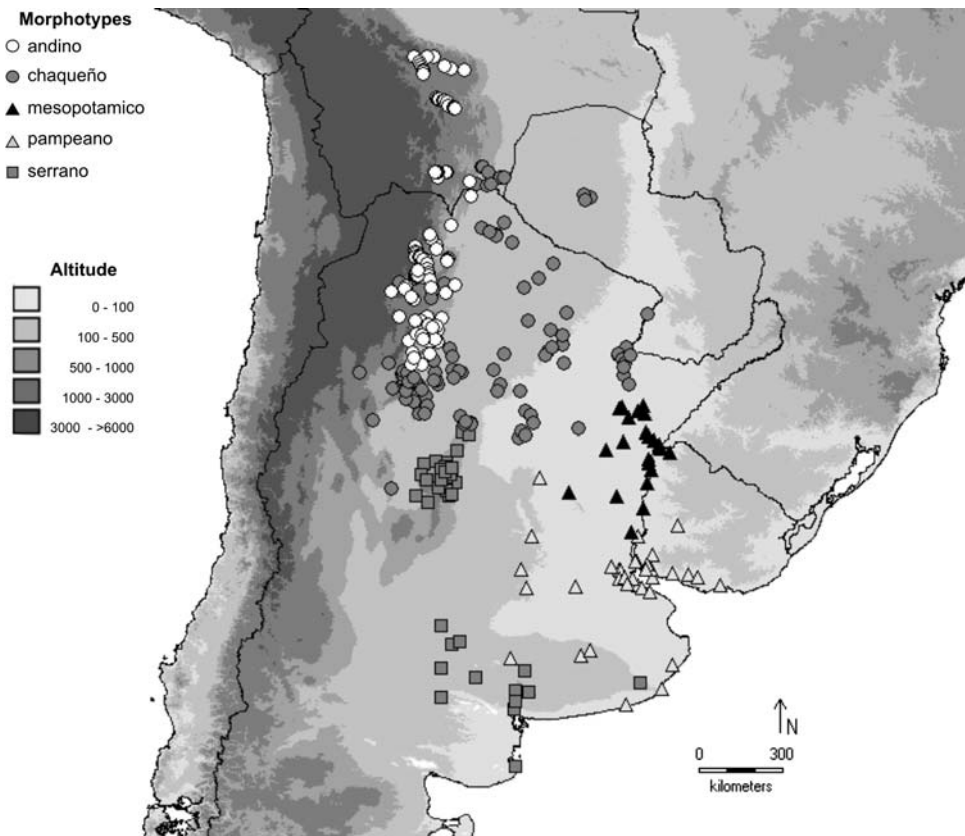 Morphotypes
andino
chaqueño
mesopotamico
pampeano
serrano
Altitude
0 - 100
100 - 500
500 - 1000
1000 - 3000
3000 - >6000
N
0 300
kilometers